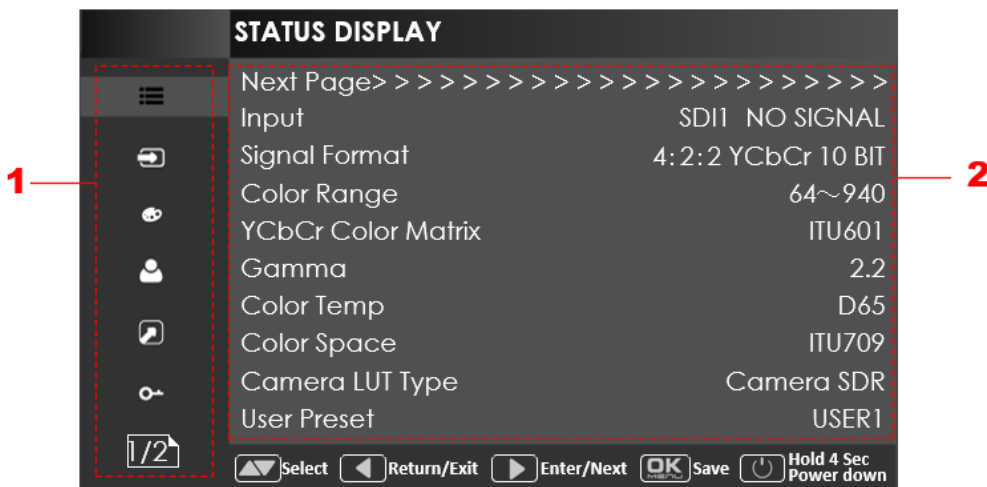 STATUS DISPLAY
Next Page> > > > > > > > > > > > > > > > > > > > > > >
Input SDI1 NO SIGNAL
Signal Format 4:2:2 YCbCr 10 BIT
Color Range 64～940
YCbCr Color Matrix ITU601
Gamma 2.2
Color Temp D65
Color Space ITU709
Camera LUT Type Camera SDR
User Preset USER1
1
2
1/2
Select Return/Exit Enter/Next OK MENU Save Hold 4 Sec Power down